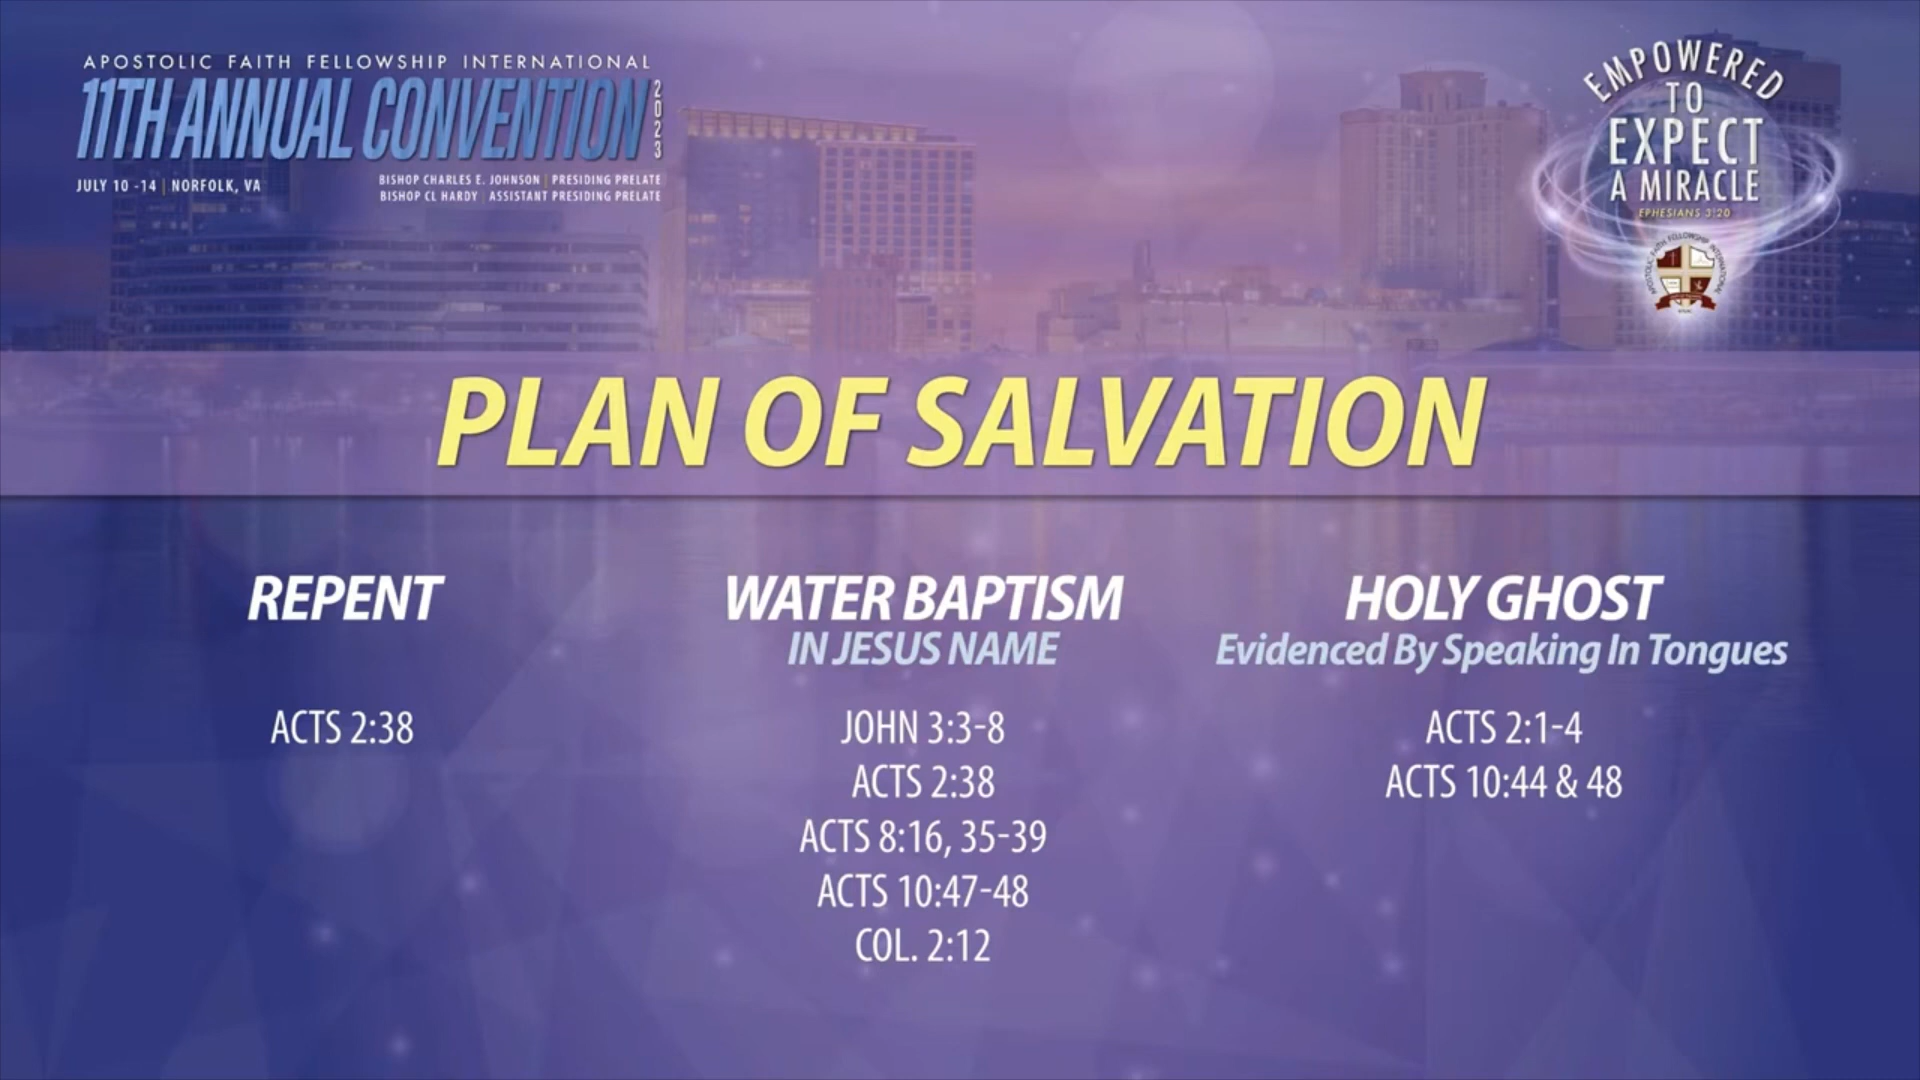 APOSTOLIC FAITH FELLOWSHIP INTERNATIONAL
11TH ANNUAL CONVENTION 2023
JULY 10 -14 | NORFOLK, VA
BISHOP CHARLES E. JOHNSON | PRESIDING PRELATE
BISHOP CL HARDY | ASSISTANT PRESIDING PRELATE
EMPOWERED
TO
EXPECT
A MIRACLE
EPHESIANS 3:20
APOSTOLIC FAITH FELLOWSHIP INTERNATIONAL
PLAN OF SALVATION
REPENT
ACTS 2:38
WATER BAPTISM
IN JESUS NAME
JOHN 3:3-8
ACTS 2:38
ACTS 8:16, 35-39
ACTS 10:47-48
COL. 2:12
HOLY GHOST
Evidenced By Speaking In Tongues
ACTS 2:1-4
ACTS 10:44 & 48